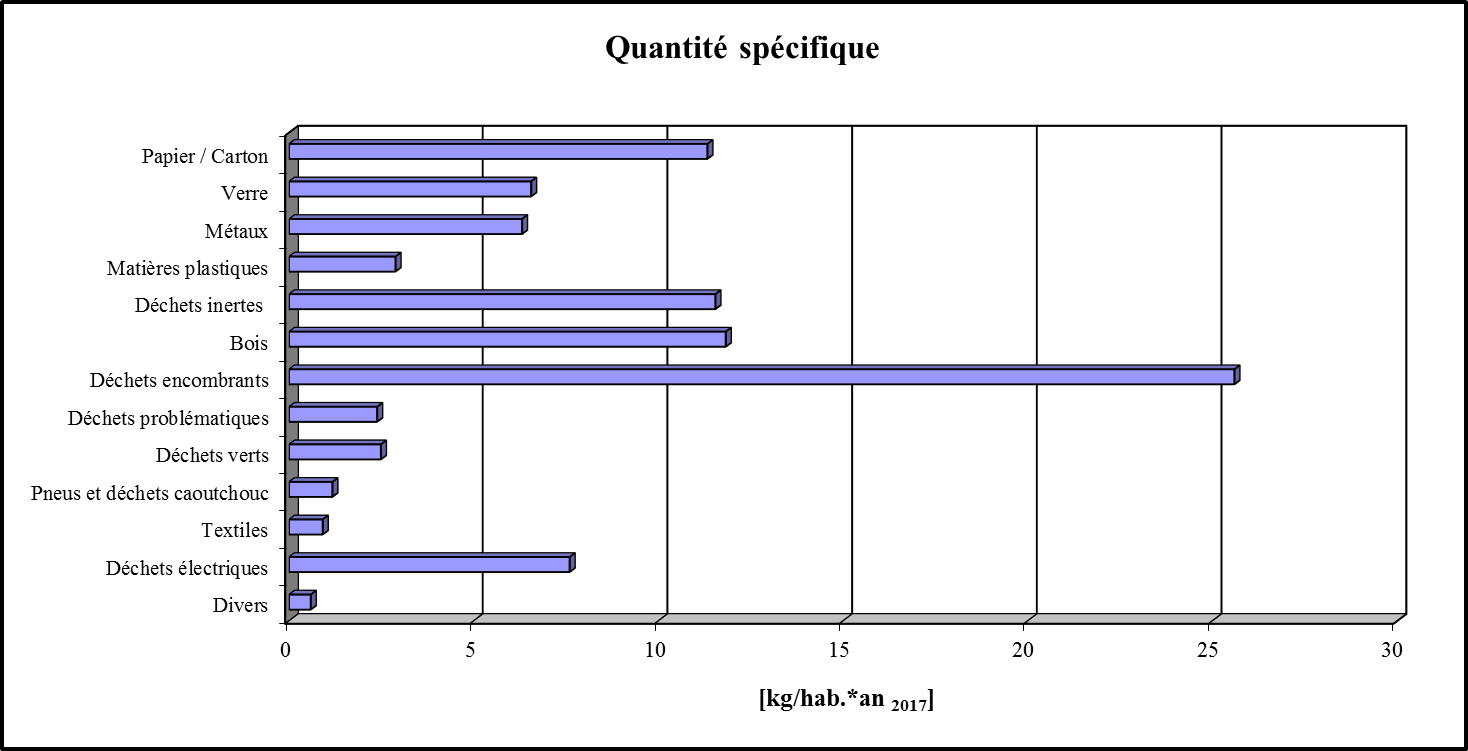 Quantité spécifique
Papier / Carton
Verre
Métaux
Matières plastiques
Déchets inertes
Bois
Déchets encombrants
Déchets problématiques
Déchets verts
Pneus et déchets caoutchouc
Textiles
Déchets électriques
Divers
0 5 10 15 20 25 30
[kg/hab.*an 2017]